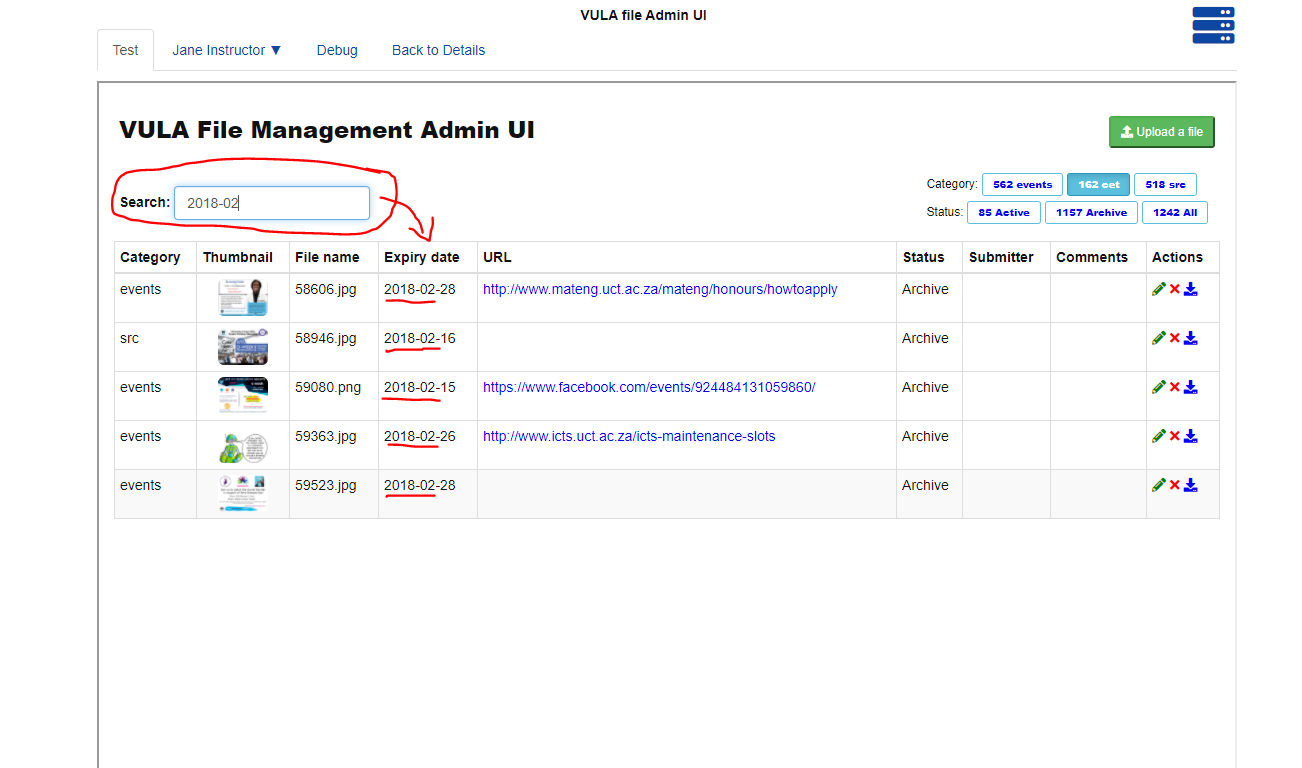 VULA file Admin UI
Test Jane Instructor ▼ Debug Back to Details
VULA File Management Admin UI
Upload a file
Category: 562 events 162 cet 518 src
Search: 2018-02
Status: 85 Active 1157 Archive 1242 All
Category Thumbnail File name Expiry date URL Status Submitter Comments Actions
events 58606.jpg 2018-02-28 http://www.mateng.uct.ac.za/mateng/honours/howtoapply Archive
src 58946.jpg 2018-02-16 Archive
events 59080.png 2018-02-15 https://www.facebook.com/events/924484131059860/ Archive
events 59363.jpg 2018-02-26 http://www.icts.uct.ac.za/icts-maintenance-slots Archive
events 59523.jpg 2018-02-28 Archive